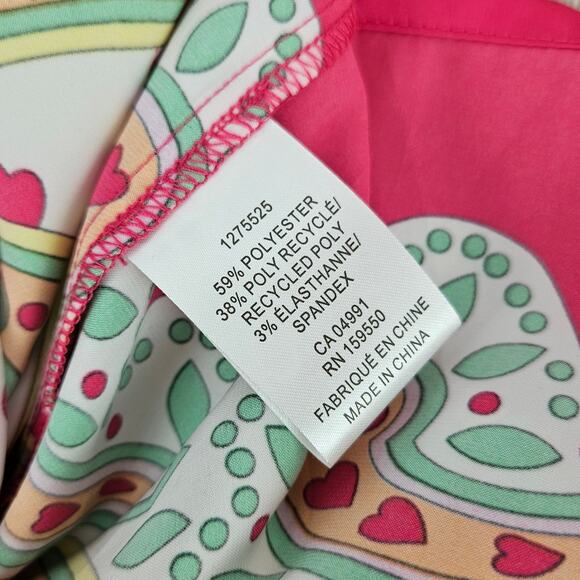 1275525
59% POLYESTER
38% POLY RECYCLÉ/
RECYCLED POLY
3% ÉLASTHANNE/
SPANDEX
CA 04991
RN 159550
FABRIQUÉ EN CHINE
MADE IN CHINA